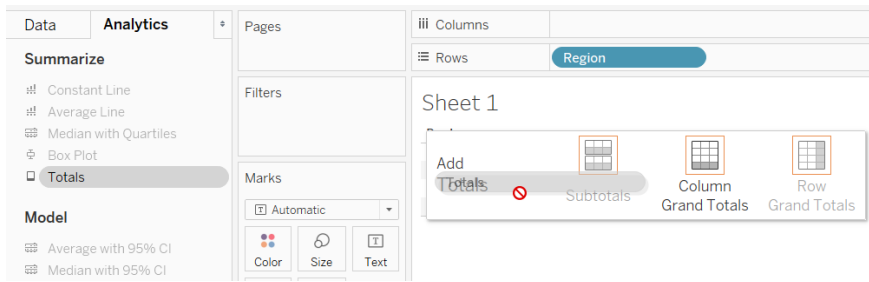 Data
Analytics
Summarize
Constant Line
Average Line
Median with Quartiles
Box Plot
Totals
Model
Average with 95% CI
Median with 95% CI
Pages
Filters
Marks
T Automatic
Color
Size
T
Text
iii Columns
Rows
Region
Sheet 1
Add
Totals
Totals
Subtotals
Column
Grand Totals
Row
Grand Totals